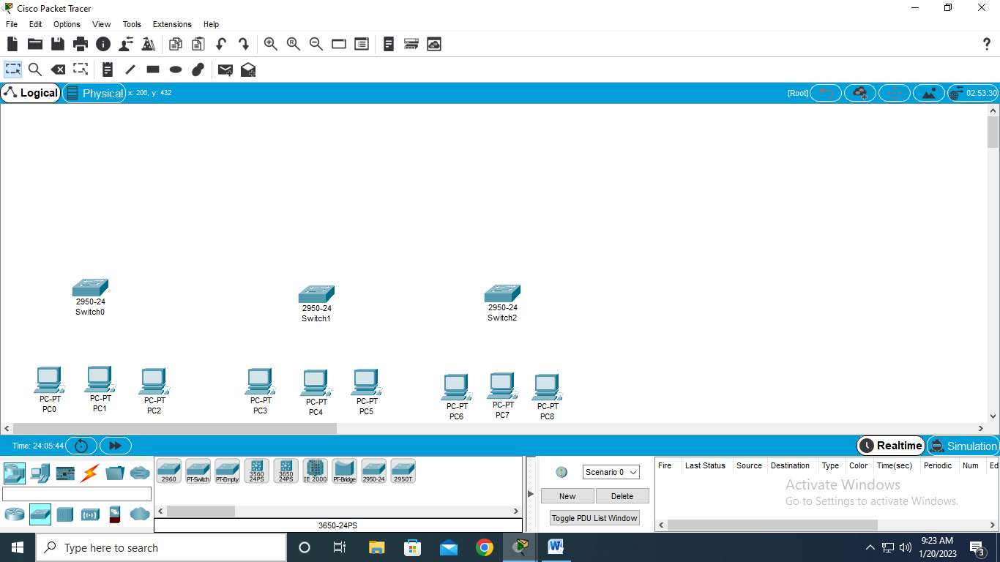 Cisco Packet Tracer
File Edit Options View Tools Extensions Help
R
?
Logical Physical x: 208, y: 432 [Root] 02:53:30
2950-24
Switch0
2950-24
Switch1
2950-24
Switch2
PC-PT
PC0
PC-PT
PC1
PC-PT
PC2
PC-PT
PC3
PC-PT
PC4
PC-PT
PC5
PC-PT
PC6
PC-PT
PC7
PC-PT
PC8
Time: 24:05:44 Realtime Simulation
2960 PT-Switch PT-Empty 3560 24PS 3650 24PS IE 2000 PT-Bridge 2950-24 2950T
3650-24PS
Scenario 0
New Delete
Toggle PDU List Window
Fire Last Status Source Destination Type Color Time(sec) Periodic Num Ed
Activate Windows
Go to Settings to activate Windows.
Type here to search
W
9:23 AM
1/20/2023
3